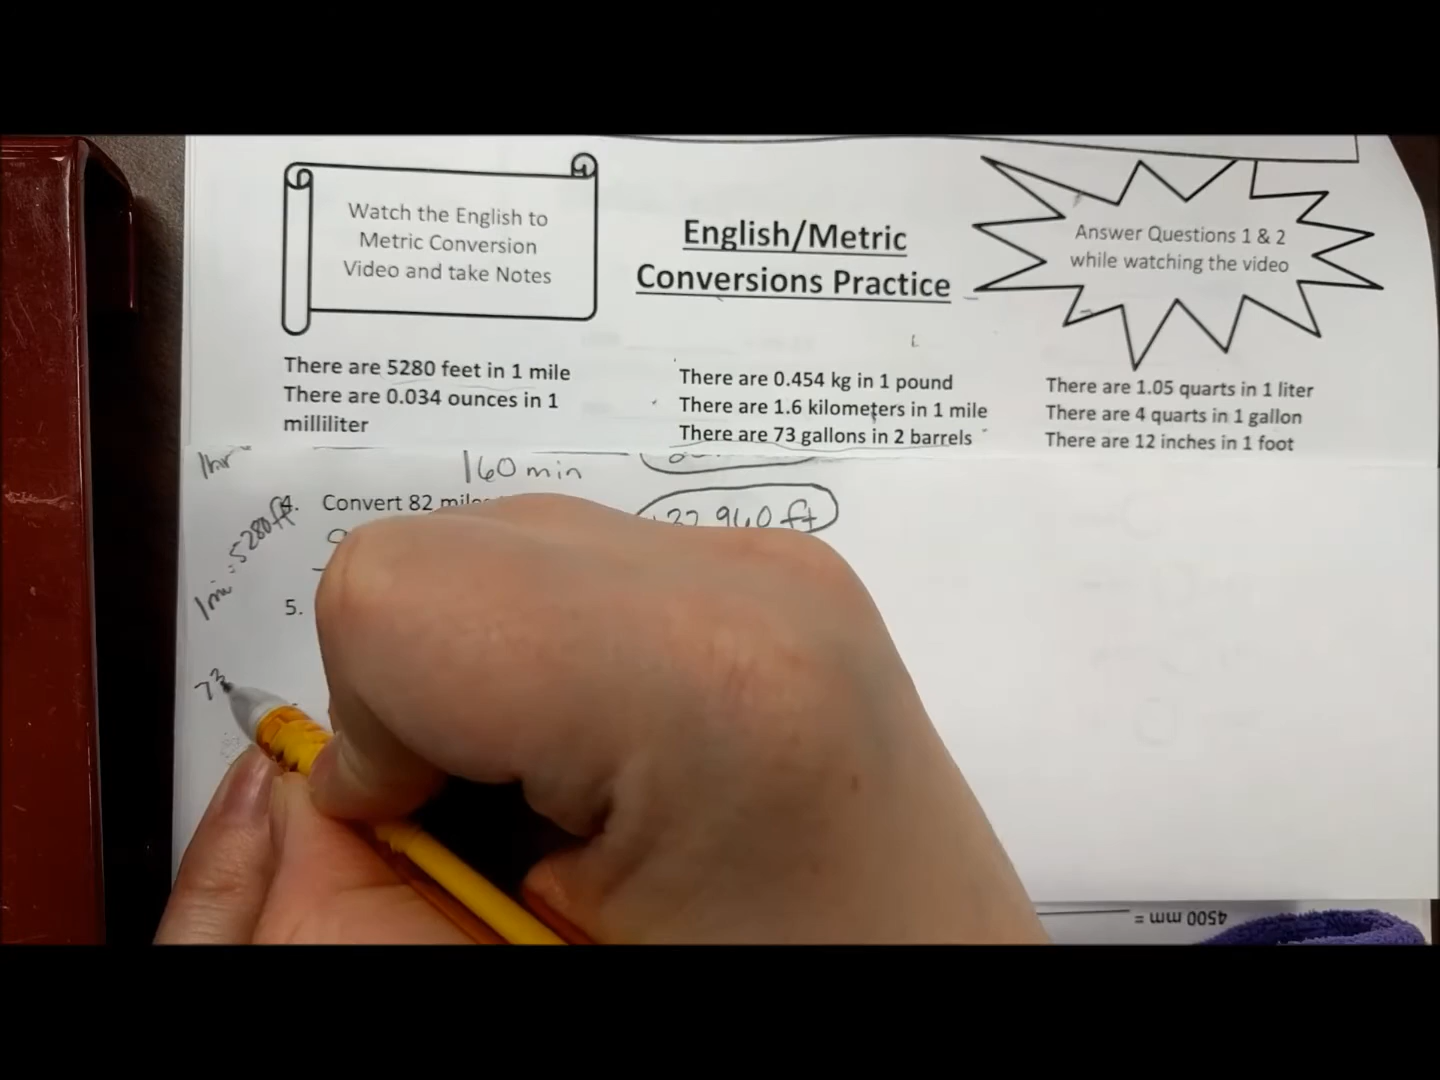 Watch the English to
Metric Conversion
Video and take Notes
English/Metric
Conversions Practice
Answer Questions 1 & 2
while watching the video
There are 5280 feet in 1 mile
There are 0.034 ounces in 1
milliliter
There are 0.454 kg in 1 pound
There are 1.6 kilometers in 1 mile
There are 73 gallons in 2 barrels
There are 1.05 quarts in 1 liter
There are 4 quarts in 1 gallon
There are 12 inches in 1 foot
1hr
160 min
4. Convert 82
960 ft
1mi = 5280ft
5.
73
4500 mm =